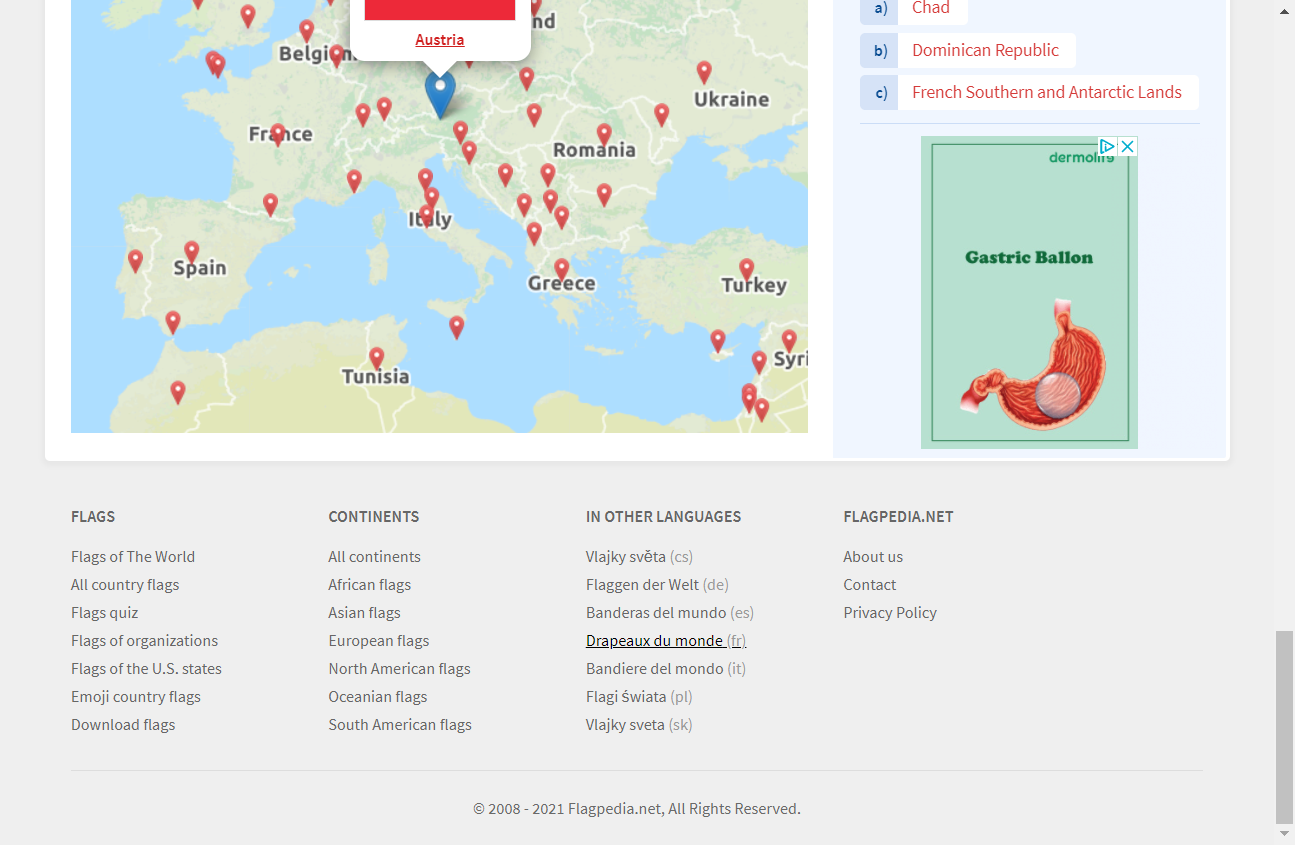 Austria
nd
Belgium
Ukraine
France
Romania
Italy
Spain
Greece
Turkey
Syri
Tunisia
a) Chad
b) Dominican Republic
c) French Southern and Antarctic Lands
dermolife
Gastric Ballon
FLAGS
Flags of The World
All country flags
Flags quiz
Flags of organizations
Flags of the U.S. states
Emoji country flags
Download flags
CONTINENTS
All continents
African flags
Asian flags
European flags
North American flags
Oceanian flags
South American flags
IN OTHER LANGUAGES
Vlajky světa (cs)
Flaggen der Welt (de)
Banderas del mundo (es)
Drapeaux du monde (fr)
Bandiere del mondo (it)
Flagi świata (pl)
Vlajky sveta (sk)
FLAGPEDIA.NET
About us
Contact
Privacy Policy
© 2008 - 2021 Flagpedia.net, All Rights Reserved.